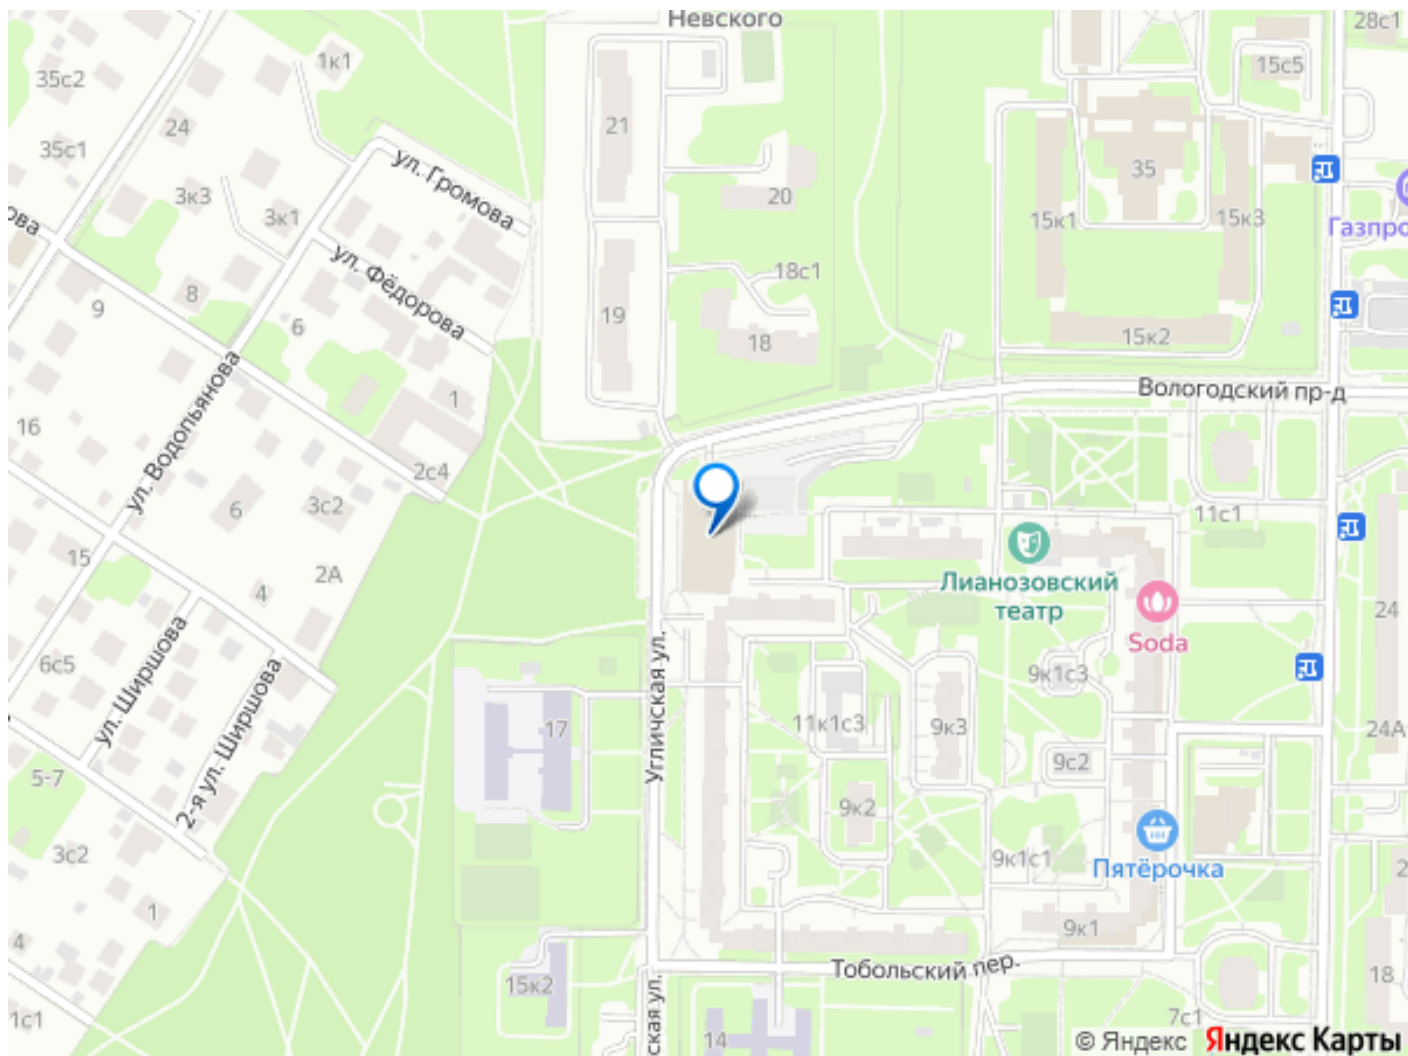 Невского
28с1
35с2
1к1
15с5
24
21
35с1
35
ул. Громова
3к3
20
3к1
15к1
15к3
ова
Газпро
ул. Фёдорова
18с1
8
9
19
6
18
15к2
ул. Водопьянова
Вологодский пр-д
1
16
2с4
3с2
6
11с1
15
2А
4
Лианозовский
театр
24
Soda
ул. Ширшова
2-я ул. Ширшова
Угличская ул.
6с5
9к1с3
11к1с3
9к3
17
24А
9с2
5-7
9к2
3с2
9к1с1
Пятёрочка
1
9к1
4
Тобольский пер.
15к2
18
1с1
ская ул.
14
7с1
2
© Яндекс
Яндекс Карты